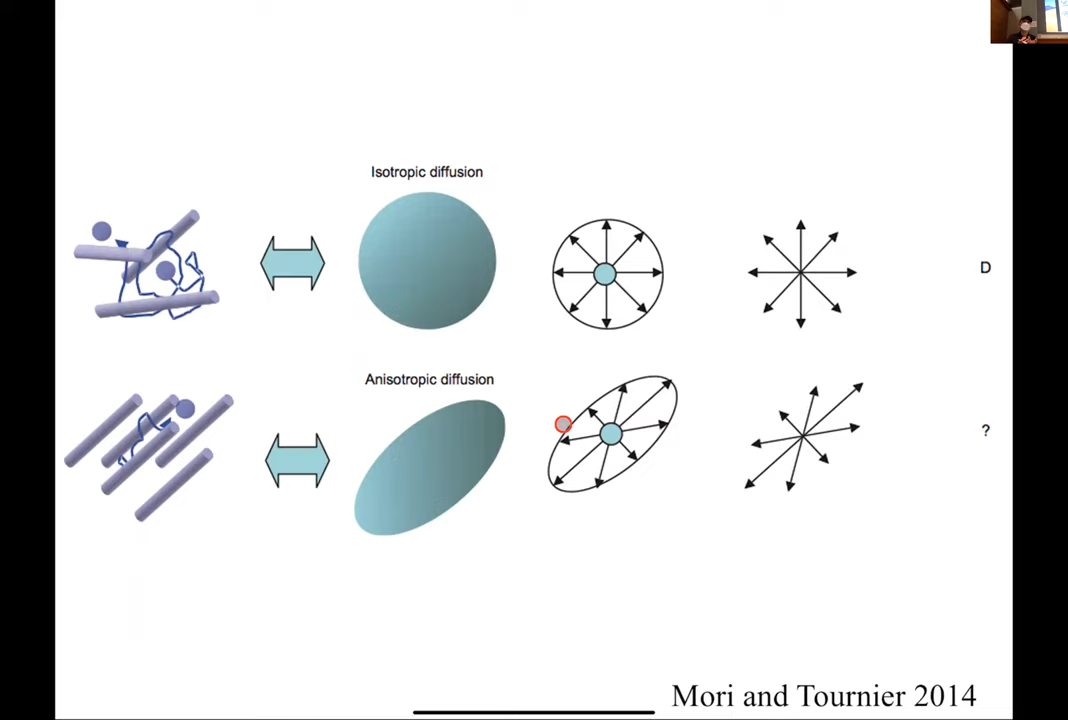 Isotropic diffusion
D
Anisotropic diffusion
?
Mori and Tournier 2014